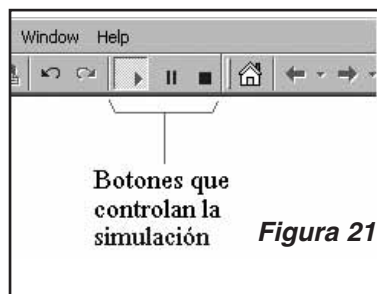 Window Help
Botones que
controlan la
simulación
Figura 21